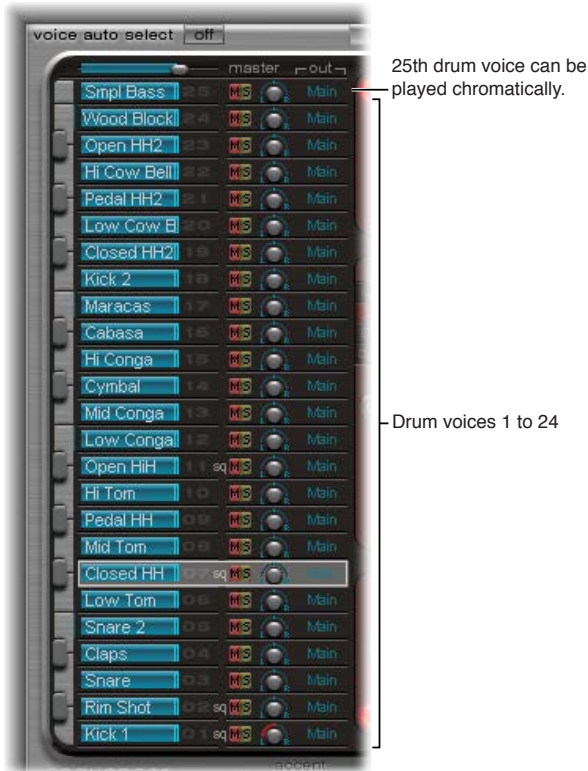 voice auto select off
master out
Smpl Bass 25 M S Main
Wood Block 24 M S Main
Open HH2 23 M S Main
Hi Cow Bell 22 M S Main
Pedal HH2 21 M S Main
Low Cow B 20 M S Main
Closed HH2 19 M S Main
Kick 2 18 M S Main
Maracas 17 M S Main
Cabasa 16 M S Main
Hi Conga 15 M S Main
Cymbal 14 M S Main
Mid Conga 13 M S Main
Low Conga 12 M S Main
Open HiH 11 sq M S Main
Hi Tom 10 M S Main
Pedal HH 09 M S Main
Mid Tom 08 M S Main
Closed HH 07 sq M S Main
Low Tom 06 M S Main
Snare 2 05 M S Main
Claps 04 M S Main
Snare 03 M S Main
Rim Shot 02 sq M S Main
Kick 1 01 sq M S Main
accent
25th drum voice can be
played chromatically.
Drum voices 1 to 24